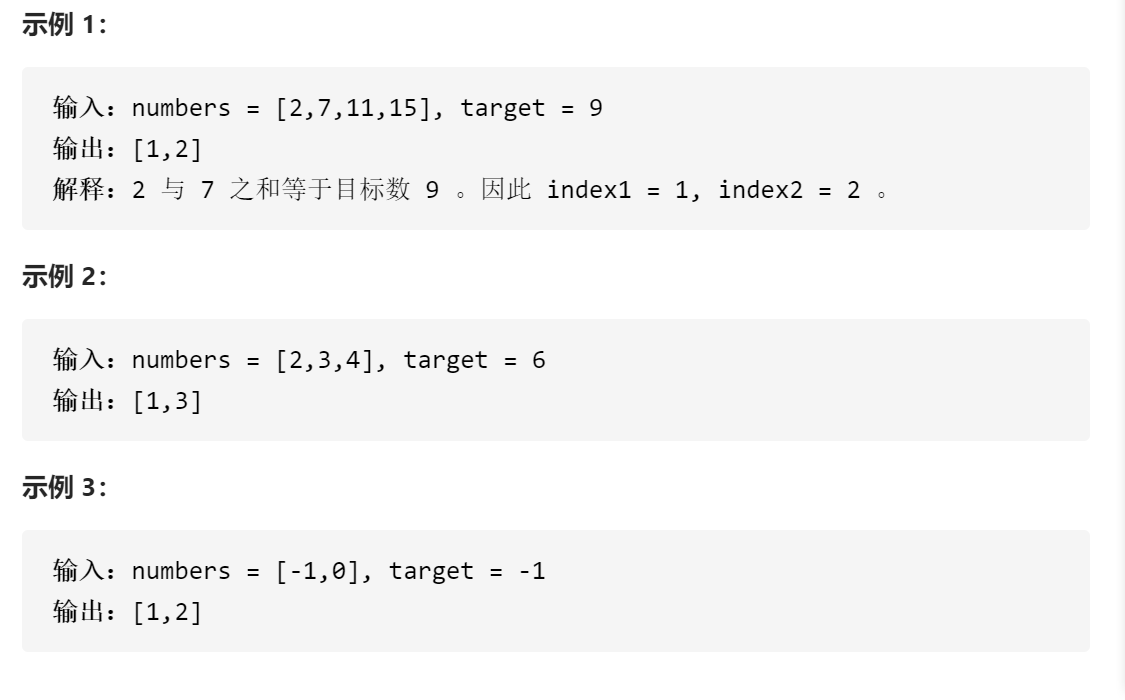 示例 1：
输入：numbers = [2,7,11,15], target = 9
输出：[1,2]
解释：2 与 7 之和等于目标数 9 。因此 index1 = 1, index2 = 2 。
示例 2：
输入：numbers = [2,3,4], target = 6
输出：[1,3]
示例 3：
输入：numbers = [-1,0], target = -1
输出：[1,2]